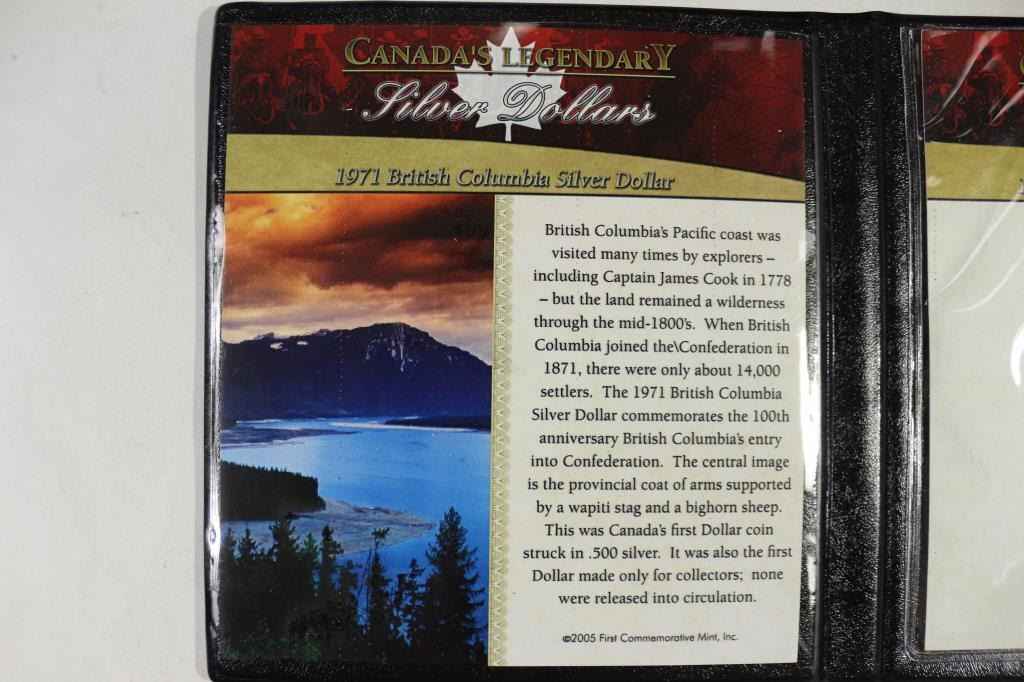 CANADA'S LEGENDARY
Silver Dollars
1971 British Columbia Silver Dollar
British Columbia's Pacific coast was
visited many times by explorers –
including Captain James Cook in 1778
– but the land remained a wilderness
through the mid-1800's. When British
Columbia joined the\Confederation in
1871, there were only about 14,000
settlers. The 1971 British Columbia
Silver Dollar commemorates the 100th
anniversary British Columbia's entry
into Confederation. The central image
is the provincial coat of arms supported
by a wapiti stag and a bighorn sheep.
This was Canada's first Dollar coin
struck in .500 silver. It was also the first
Dollar made only for collectors; none
were released into circulation.
©2005 First Commemorative Mint, Inc.